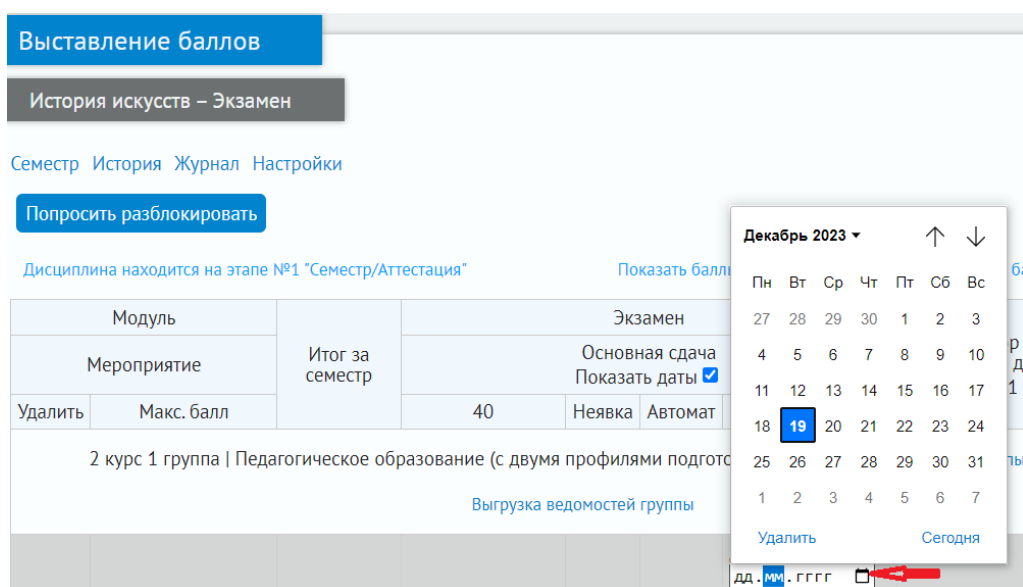 Выставление баллов
История искусств – Экзамен
Семестр История Журнал Настройки
Попросить разблокировать
Дисциплина находится на этапе №1 "Семестр/Аттестация"
Показать
Модуль
Мероприятие
Удалить Макс. балл
Итог за
семестр
Экзамен
Основная сдача
Показать даты
40 Неявка Автомат
2 курс 1 группа | Педагогическое образование (с двумя профилями
Выгрузка ведомостей группы
Декабрь 2023
Пн Вт Ср Чт Пт Сб Вс
27 28 29 30 1 2 3
4 5 6 7 8 9 10
11 12 13 14 15 16 17
18 19 20 21 22 23 24
25 26 27 28 29 30 31
1 2 3 4 5 6 7
Удалить Сегодня
дд.мм.гггг